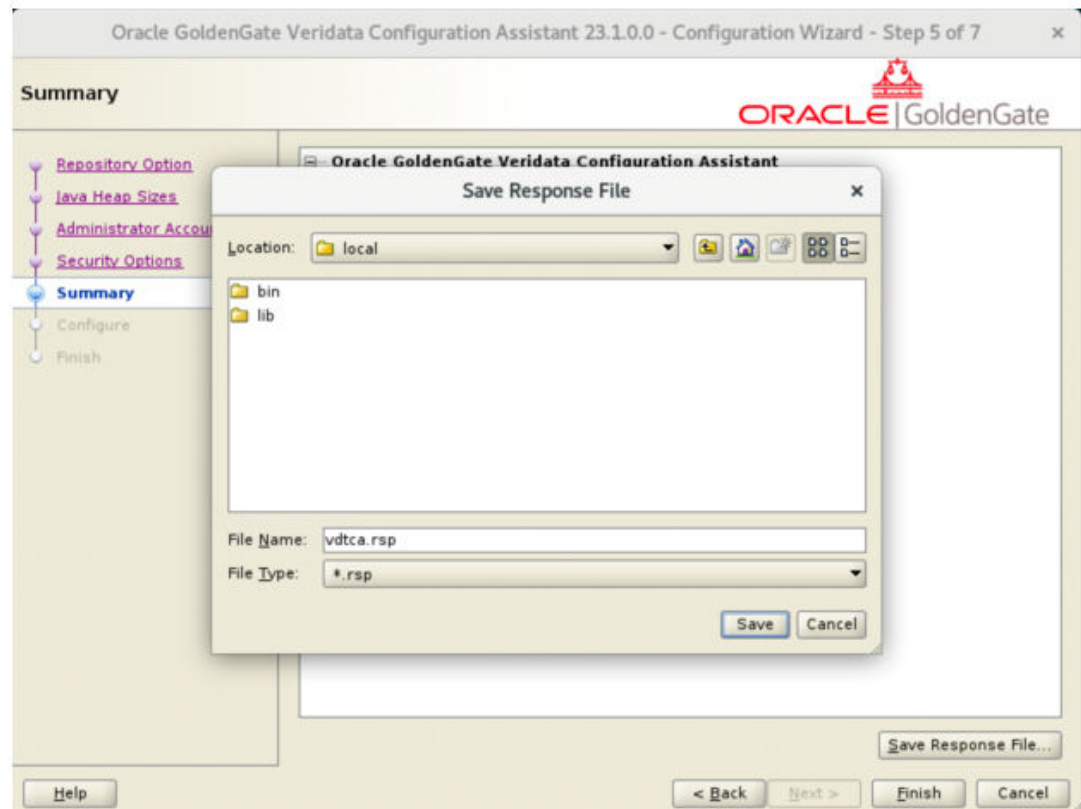 Oracle GoldenGate Veridata Configuration Assistant 23.1.0.0 - Configuration Wizard - Step 5 of 7
Summary
ORACLE | GoldenGate
Repository Option
Java Heap Sizes
Administrator Accou
Security Options
Summary
Configure
Finish
Oracle GoldenGate Veridata Configuration Assistant
Save Response File
Location: local
bin
lib
File Name: vdtca.rsp
File Type: *.rsp
Save Cancel
Save Response File...
Help < Back Next > Finish Cancel